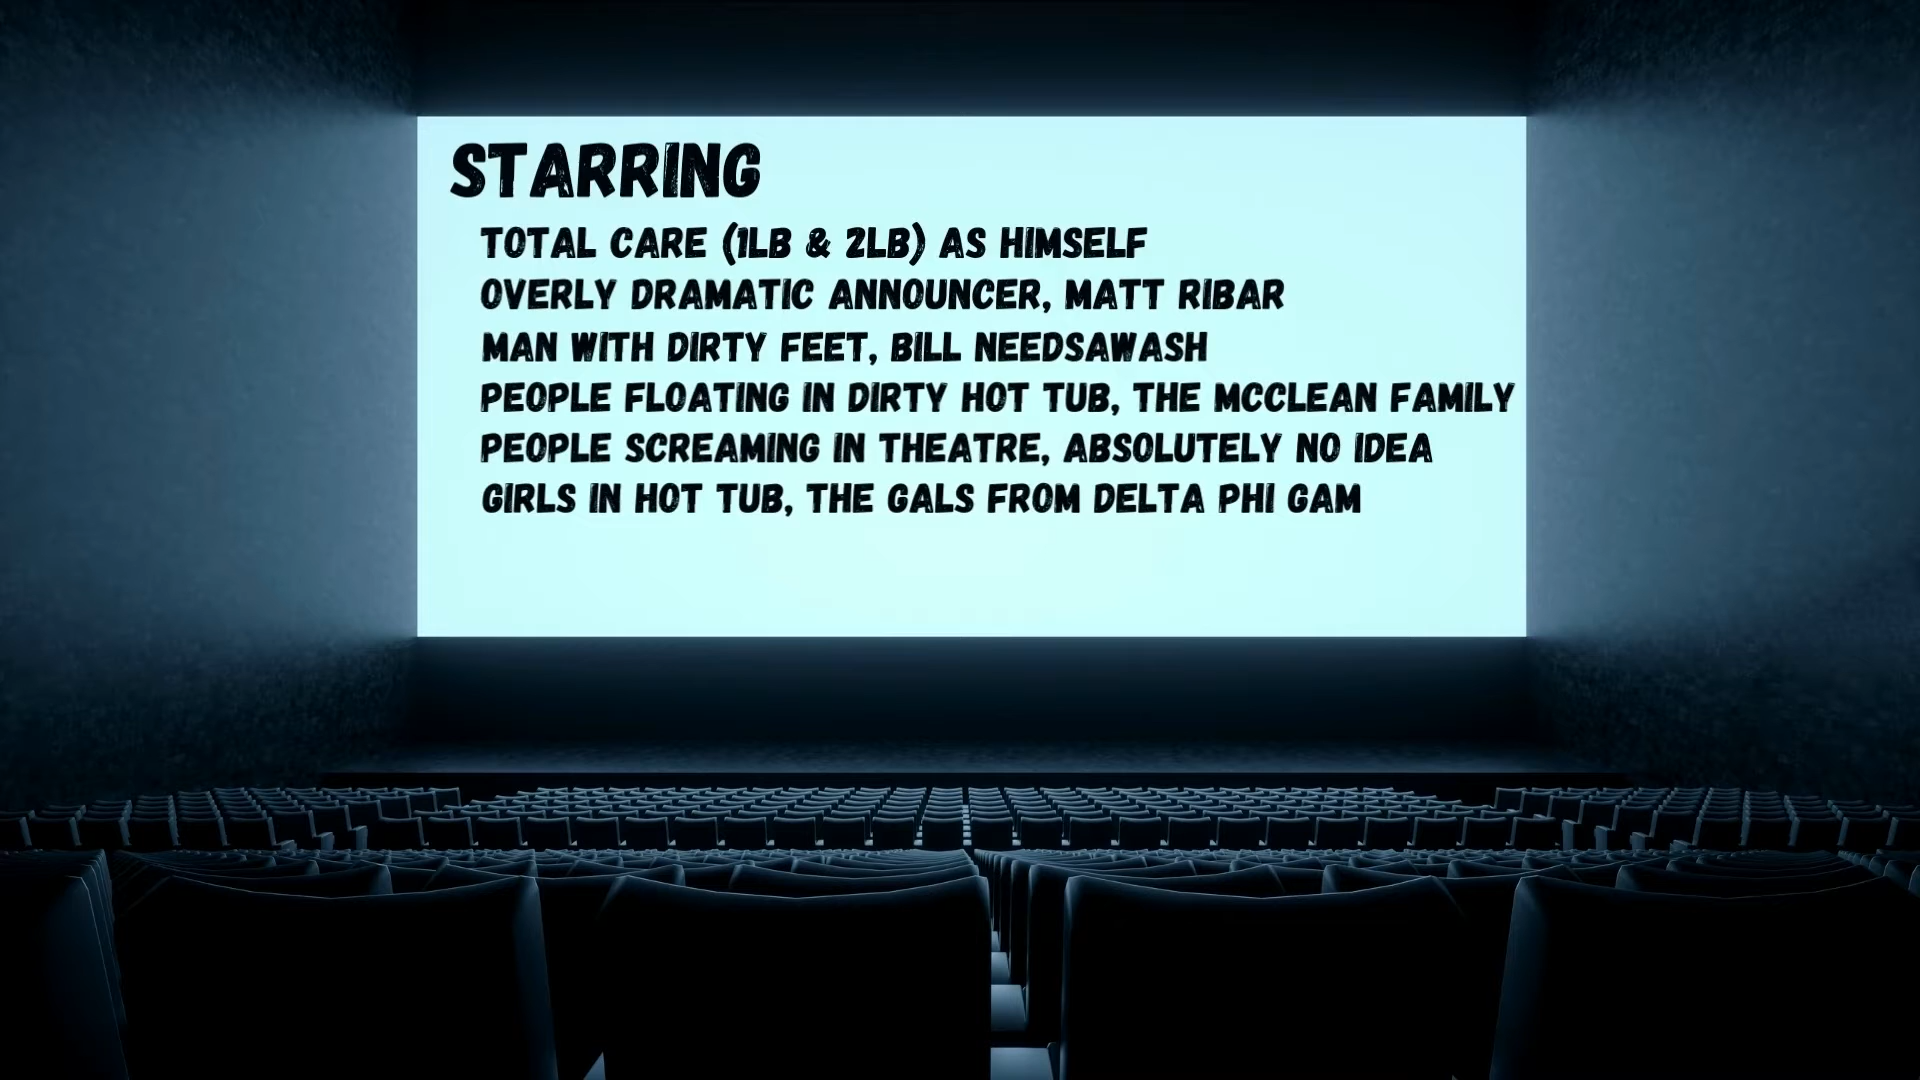 STARRING
TOTAL CARE (1LB & 2LB) AS HIMSELF
OVERLY DRAMATIC ANNOUNCER, MATT RIBAR
MAN WITH DIRTY FEET, BILL NEEDSAWASH
PEOPLE FLOATING IN DIRTY HOT TUB, THE MCCLEAN FAMILY
PEOPLE SCREAMING IN THEATRE, ABSOLUTELY NO IDEA
GIRLS IN HOT TUB, THE GALS FROM DELTA PHI GAM